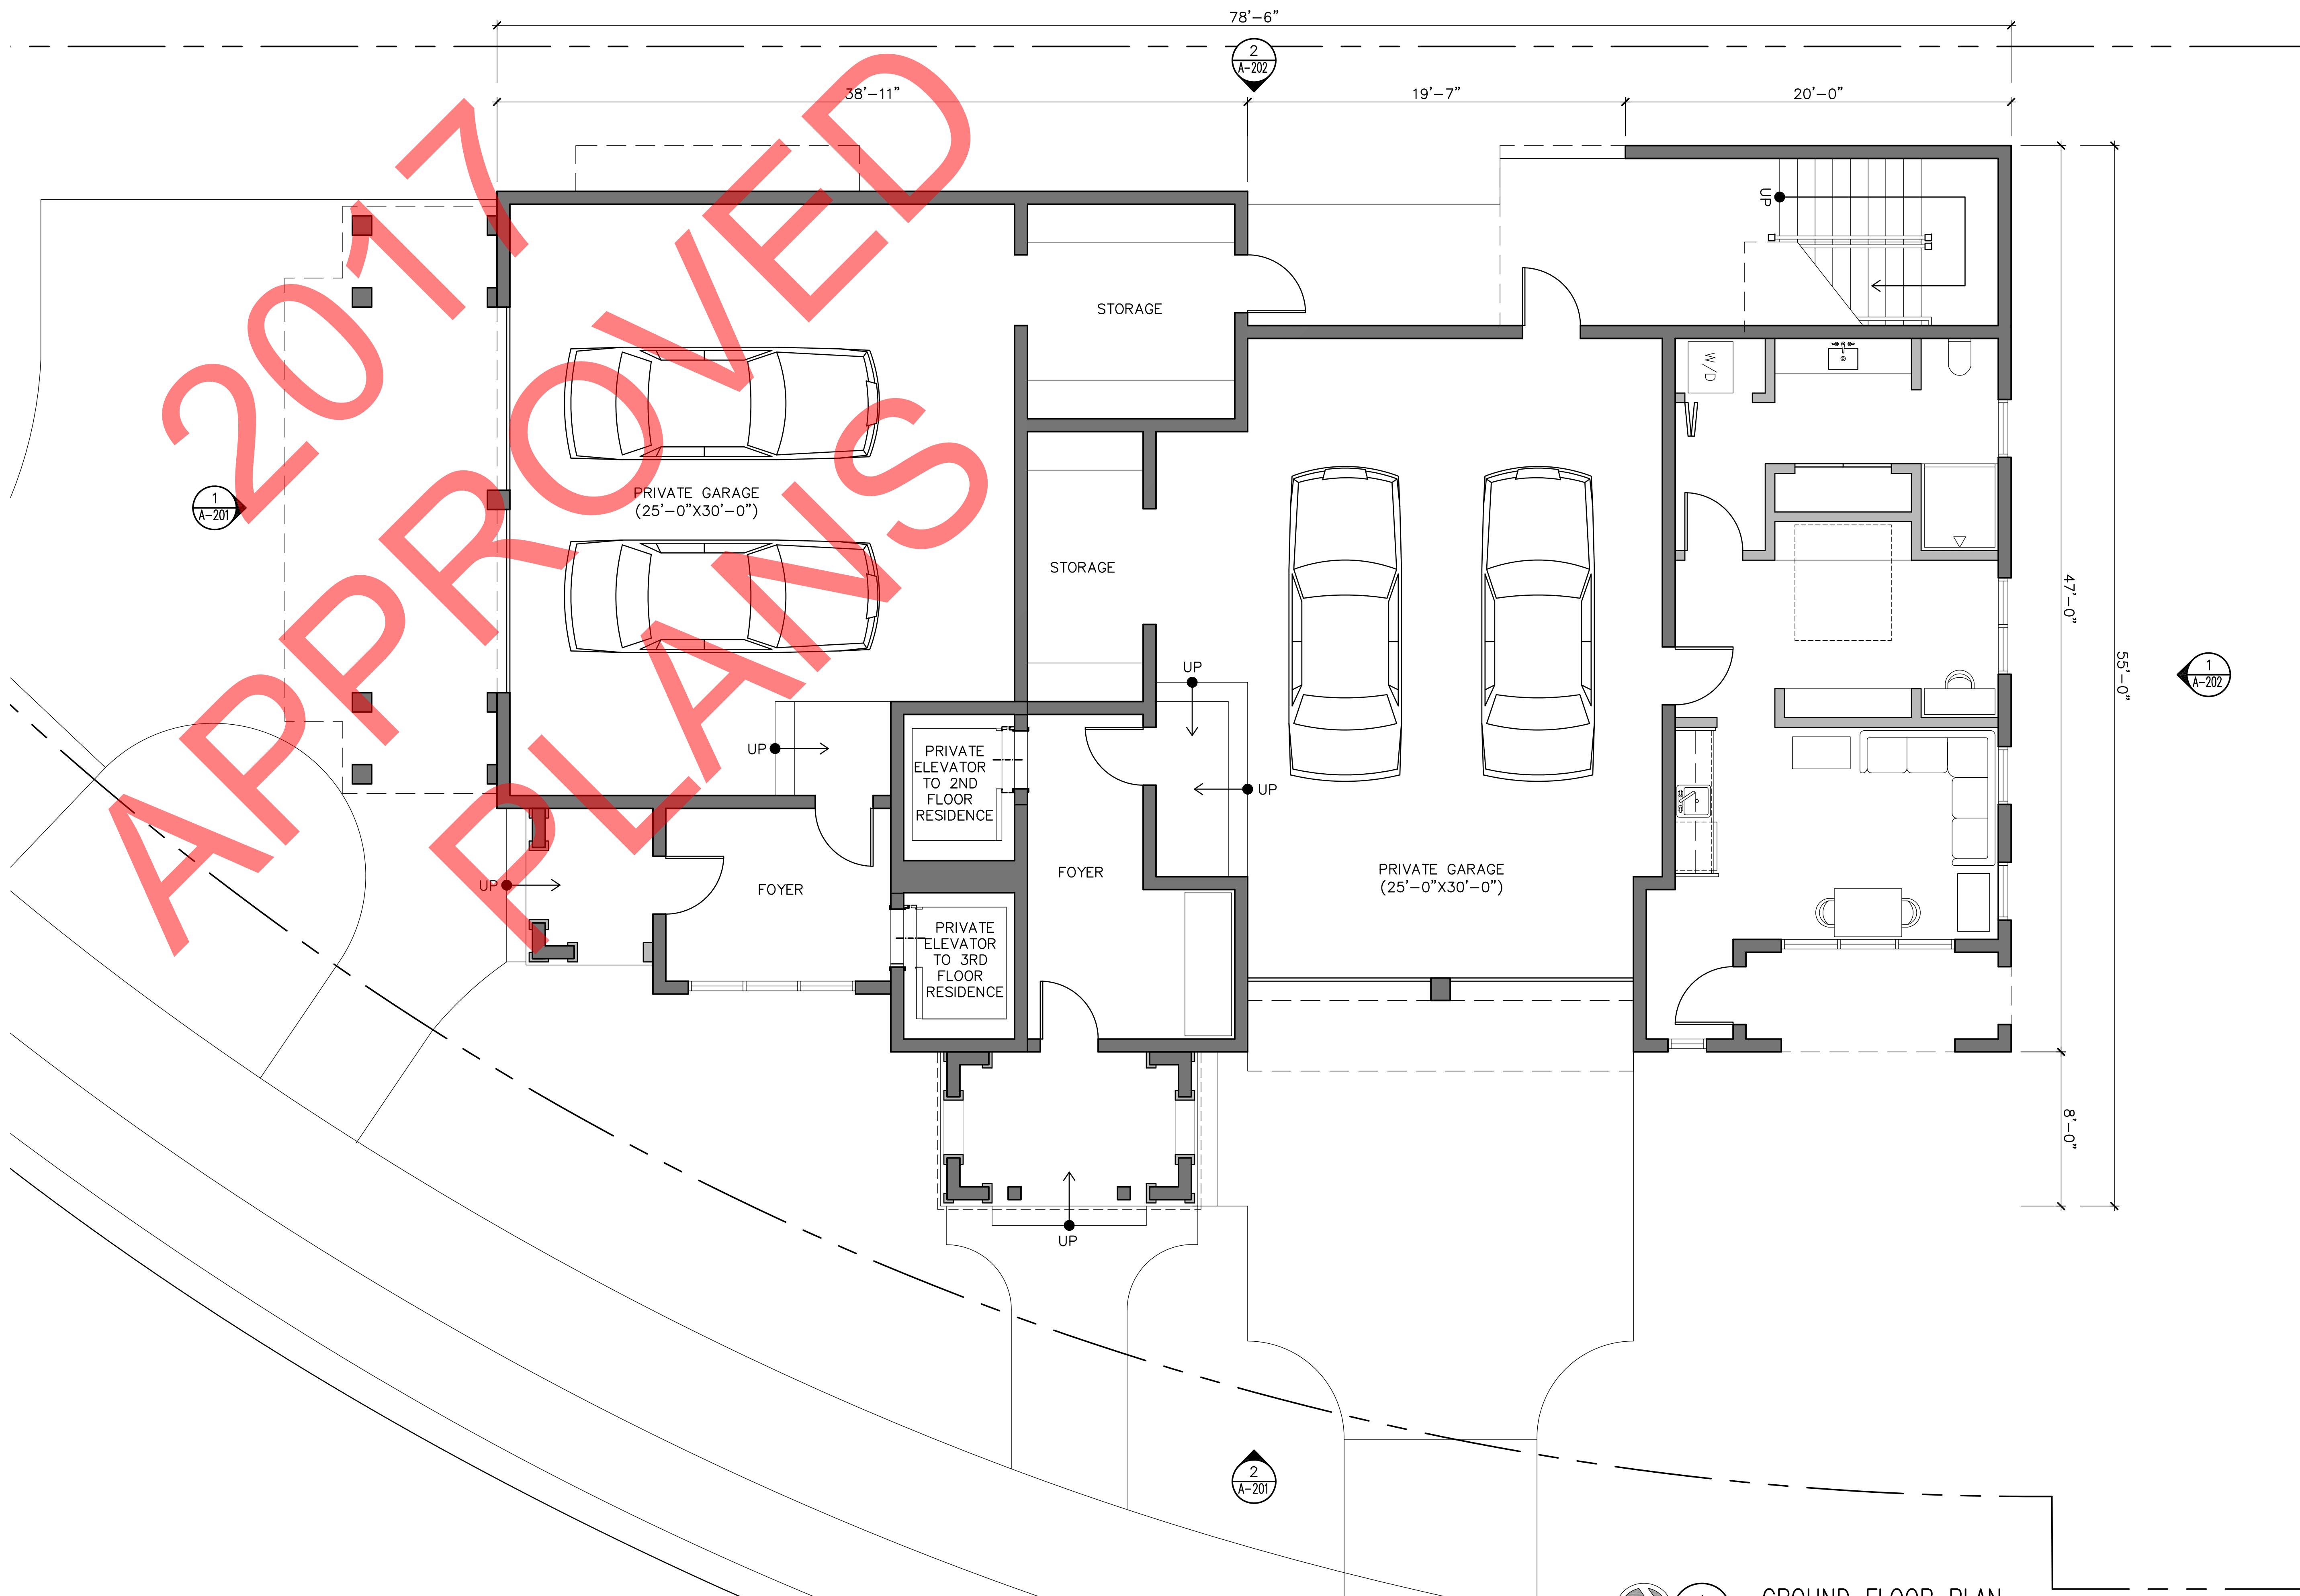 78'-6"
2
A-202
38'-11"
19'-7"
20'-0"
2017
APPROVED
PLANS
UP
STORAGE
W/D
1
A-201
PRIVATE GARAGE
(25'-0"X30'-0")
STORAGE
47'-0"
55'-0"
1
A-202
UP
UP
UP
PRIVATE
ELEVATOR
TO 2ND
FLOOR
RESIDENCE
FOYER
PRIVATE GARAGE
(25'-0"X30'-0")
UP
FOYER
PRIVATE
ELEVATOR
TO 3RD
FLOOR
RESIDENCE
8'-0"
UP
2
A-201
GROUND FLOOR PLAN